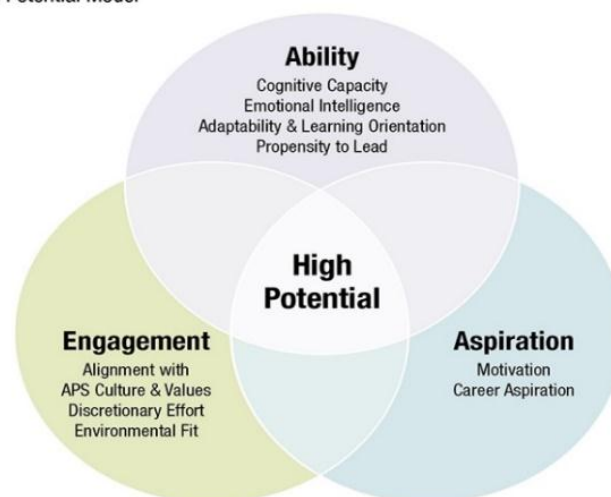 Potential Model
Ability
Cognitive Capacity
Emotional Intelligence
Adaptability & Learning Orientation
Propensity to Lead
High
Potential
Engagement
Alignment with
APS Culture & Values
Discretionary Effort
Environmental Fit
Aspiration
Motivation
Career Aspiration